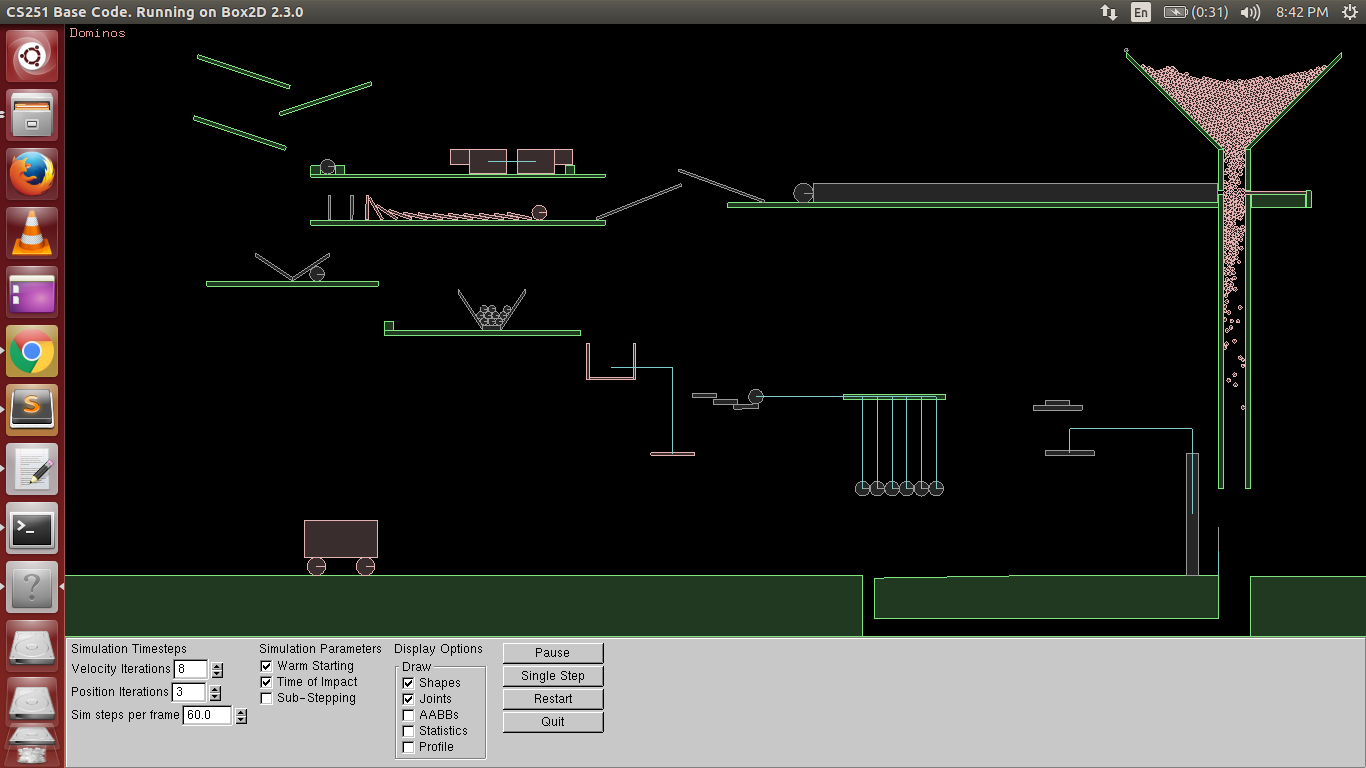 CS251 Base Code. Running on Box2D 2.3.0
En (0:31) 8:42 PM
Dominos
Simulation Timesteps
Velocity Iterations 8
Position Iterations 3
Sim steps per frame 60.0
Simulation Parameters
Warm Starting
Time of Impact
Sub-Stepping
Display Options
Draw
Shapes
Joints
AABBs
Statistics
Profile
Pause
Single Step
Restart
Quit